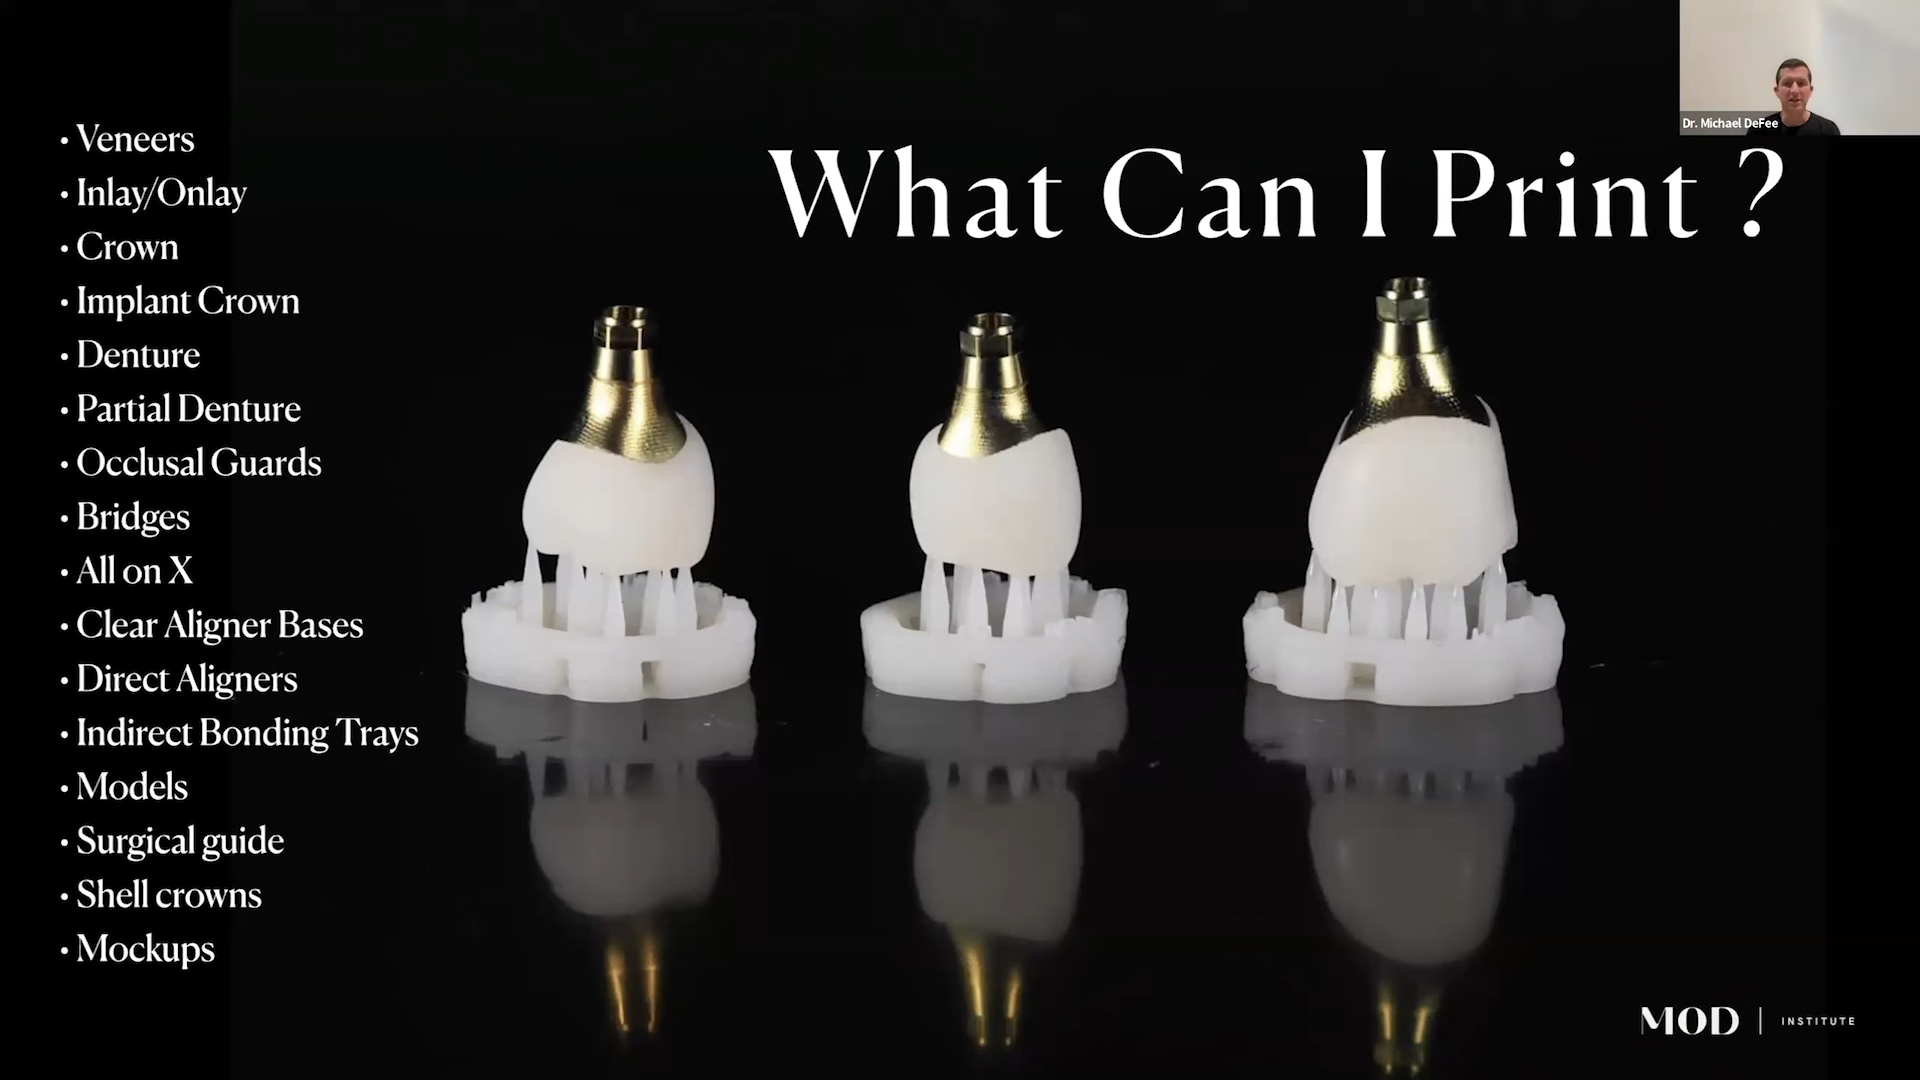 Dr. Michael DeFee
What Can I Print ?
• Veneers
• Inlay/Onlay
• Crown
• Implant Crown
• Denture
• Partial Denture
• Occlusal Guards
• Bridges
• All on X
• Clear Aligner Bases
• Direct Aligners
• Indirect Bonding Trays
• Models
• Surgical guide
• Shell crowns
• Mockups
MOD | INSTITUTE